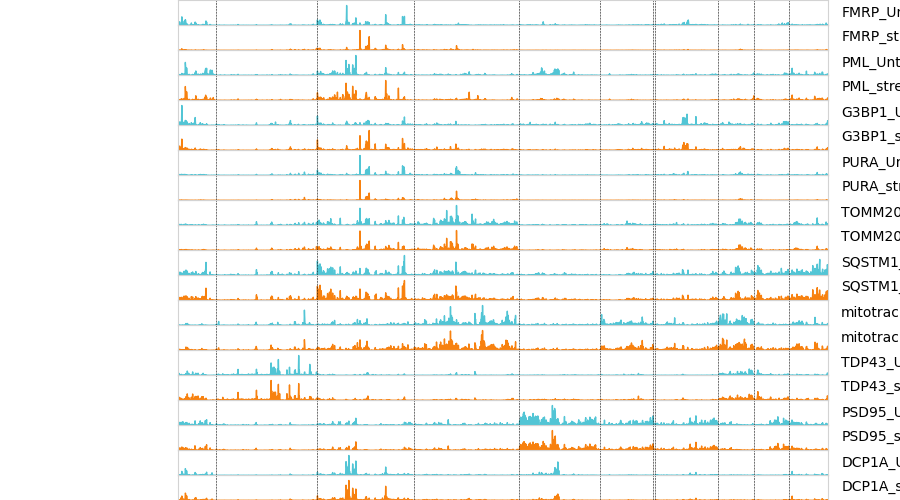 FMRP_Un
FMRP_st
PML_Unt
PML_stre
G3BP1_U
G3BP1_s
PURA_Un
PURA_str
TOMM20
TOMM20
SQSTM1_
SQSTM1_
mitotrac
mitotrac
TDP43_U
TDP43_s
PSD95_U
PSD95_s
DCP1A_U
DCP1A_s